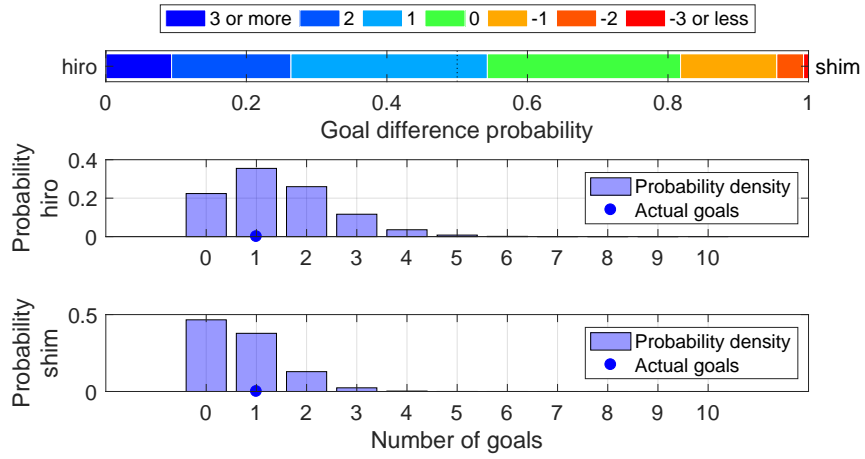 3 or more 2 1 0 -1 -2 -3 or less
hiro shim
0 0.2 0.4 0.6 0.8 1
Goal difference probability
Probability
hiro
0.4
0.2
0
Probability density
Actual goals
0 1 2 3 4 5 6 7 8 9 10
Probability
shim
0.5
0
Probability density
Actual goals
0 1 2 3 4 5 6 7 8 9 10
Number of goals